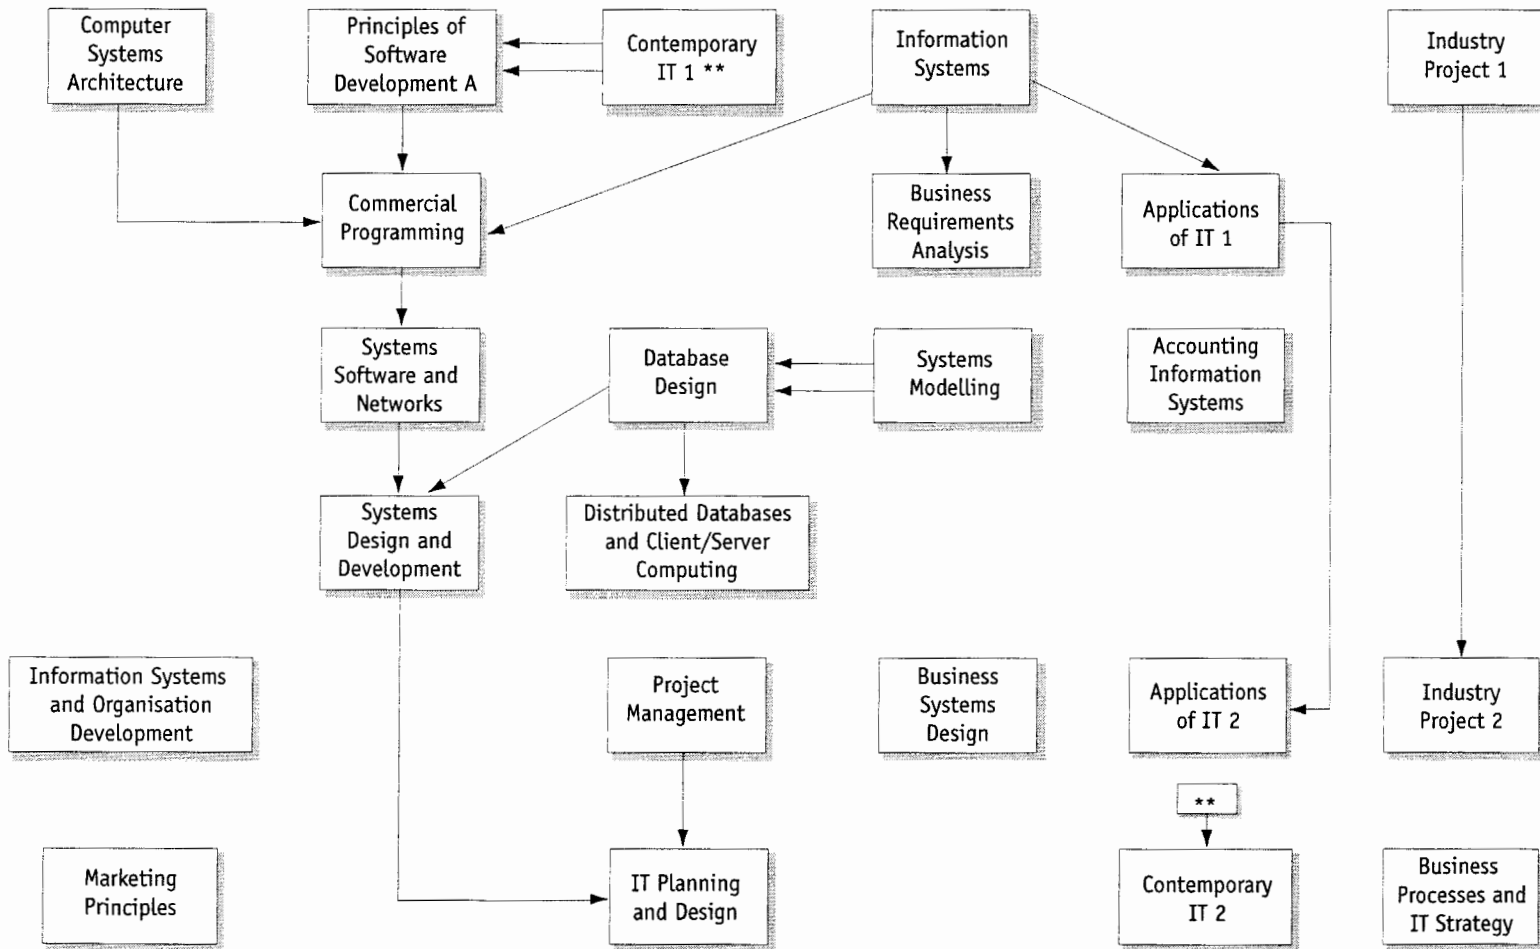 Computer
Systems
Architecture
Principles of
Software
Development A
Contemporary
IT 1 **
Information
Systems
Industry
Project 1
Commercial
Programming
Business
Requirements
Analysis
Applications
of IT 1
Systems
Software and
Networks
Database
Design
Systems
Modelling
Accounting
Information
Systems
Systems
Design and
Development
Distributed Databases
and Client/Server
Computing
Information Systems
and Organisation
Development
Project
Management
Business
Systems
Design
Applications
of IT 2
Industry
Project 2
**
Marketing
Principles
IT Planning
and Design
Contemporary
IT 2
Business
Processes and
IT Strategy